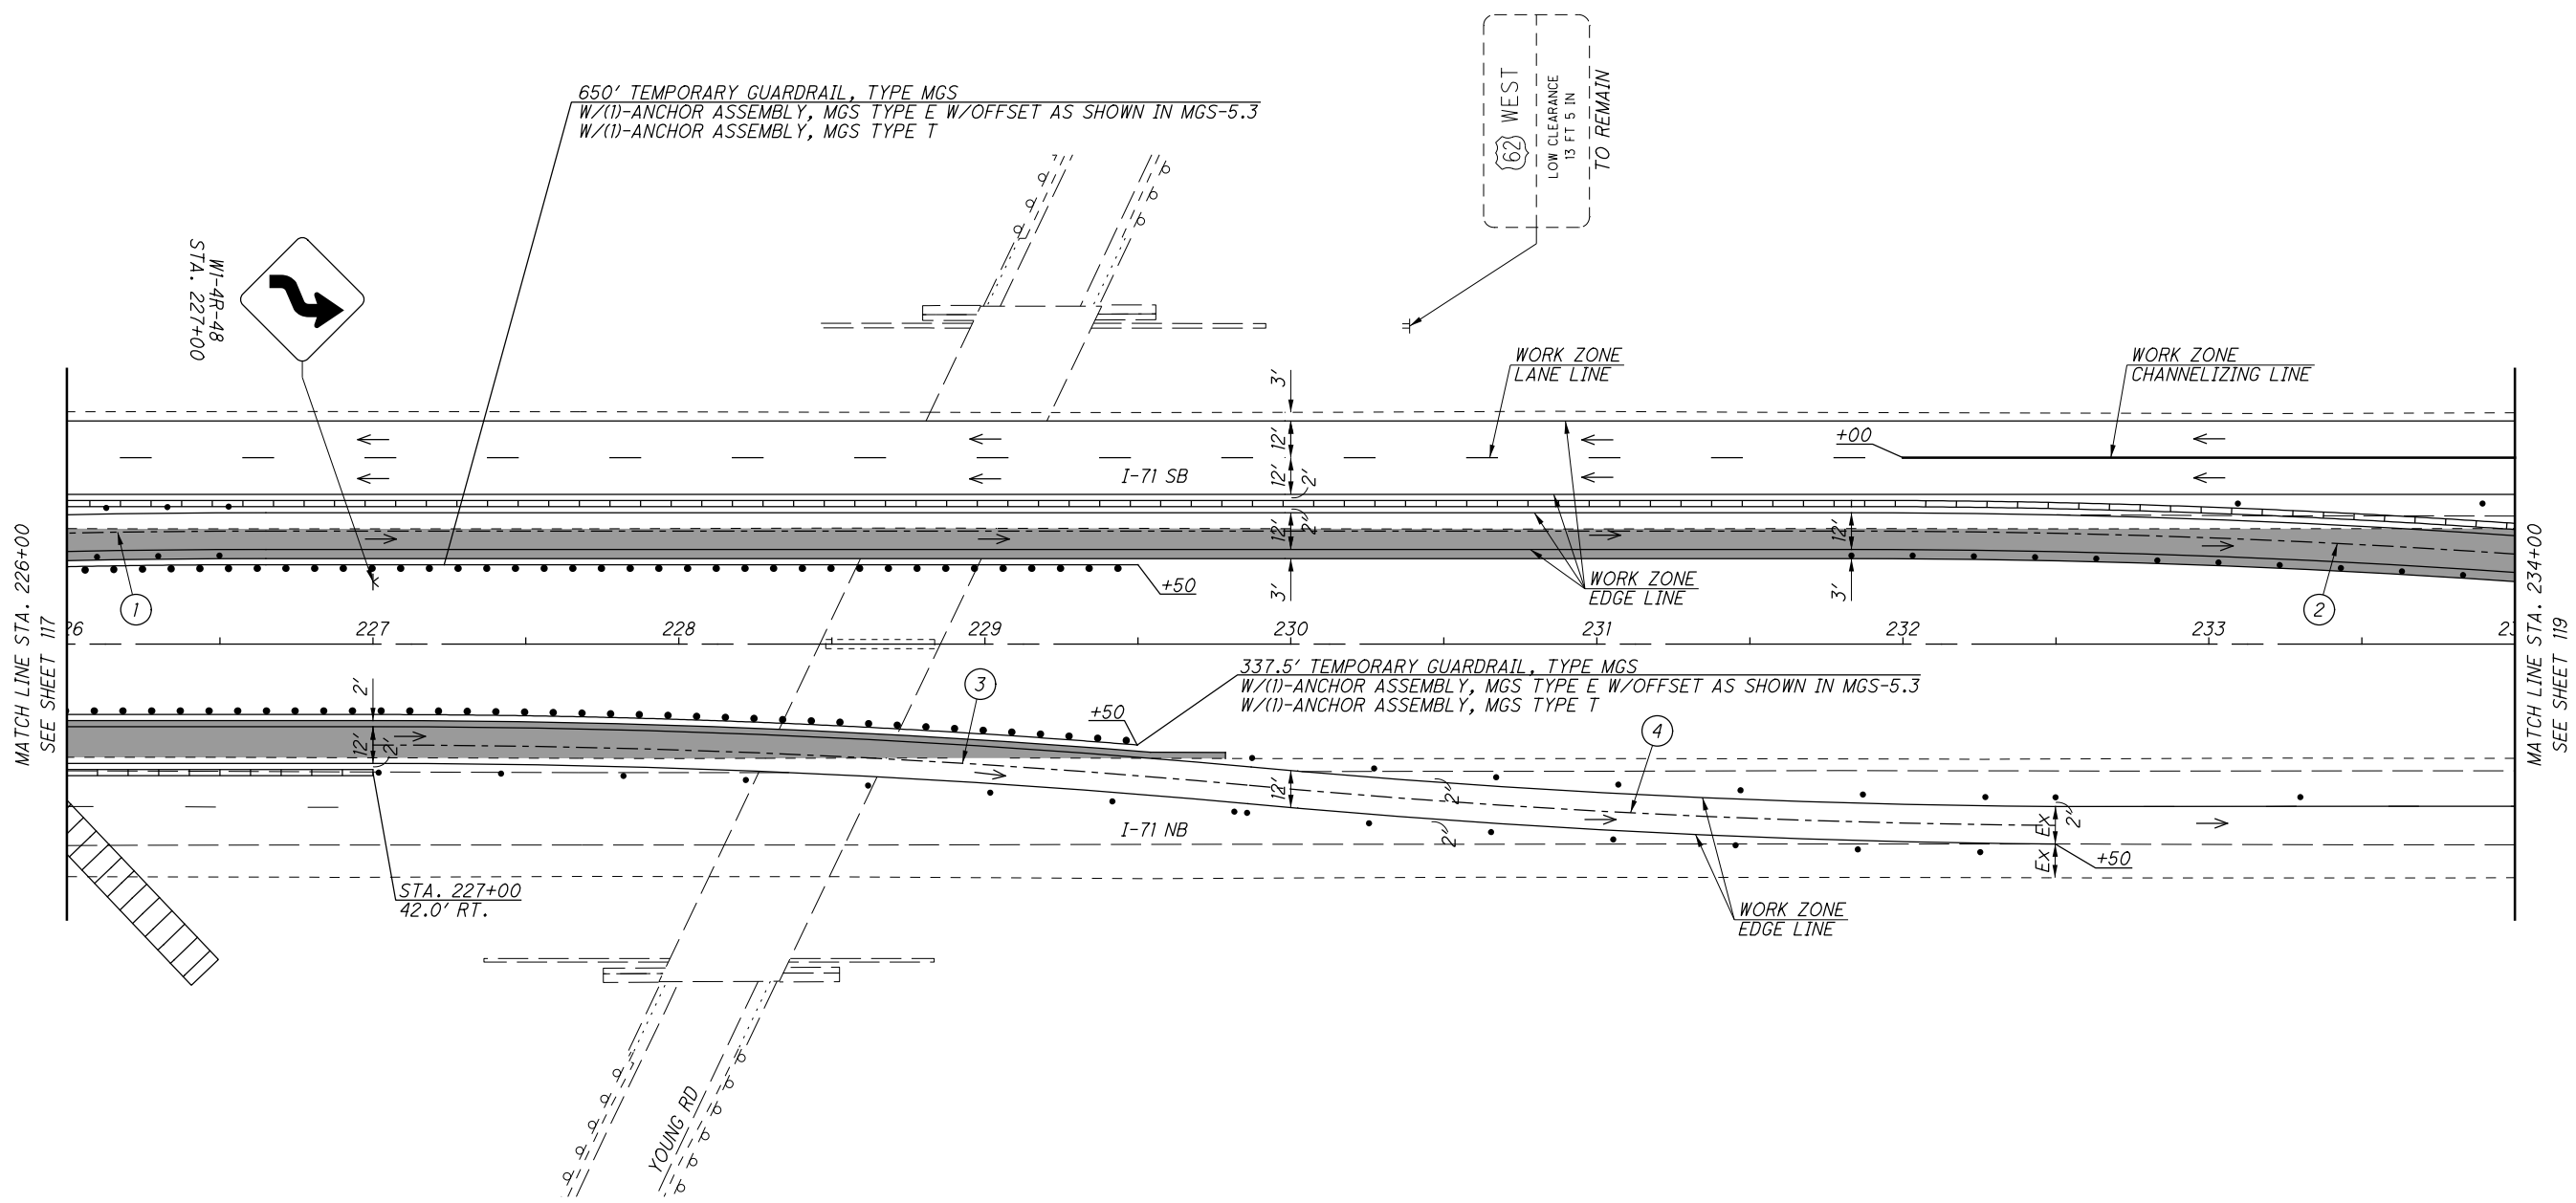 650' TEMPORARY GUARDRAIL, TYPE MGS
W/(1)-ANCHOR ASSEMBLY, MGS TYPE E W/OFFSET AS SHOWN IN MGS-5.3
W/(1)-ANCHOR ASSEMBLY, MGS TYPE T
62 WEST
LOW CLEARANCE
13 FT 5 IN
TO REMAIN
W1-4R-48
STA. 227+00
WORK ZONE
LANE LINE
WORK ZONE
CHANNELIZING LINE
3'
12'
12'
2'
+00
I-71 SB
2'
12'
3'
12'
3'
1
+50
WORK ZONE
EDGE LINE
2
MATCH LINE STA. 226+00
SEE SHEET 117
26
227
228
229
230
231
232
233
23
MATCH LINE STA. 234+00
SEE SHEET 119
337.5' TEMPORARY GUARDRAIL, TYPE MGS
W/(1)-ANCHOR ASSEMBLY, MGS TYPE E W/OFFSET AS SHOWN IN MGS-5.3
W/(1)-ANCHOR ASSEMBLY, MGS TYPE T
2'
3
+50
4
12'
2'
12'
2'
2'
I-71 NB
EX
2'
EX
+50
STA. 227+00
42.0' RT.
WORK ZONE
EDGE LINE
YOUNG RD